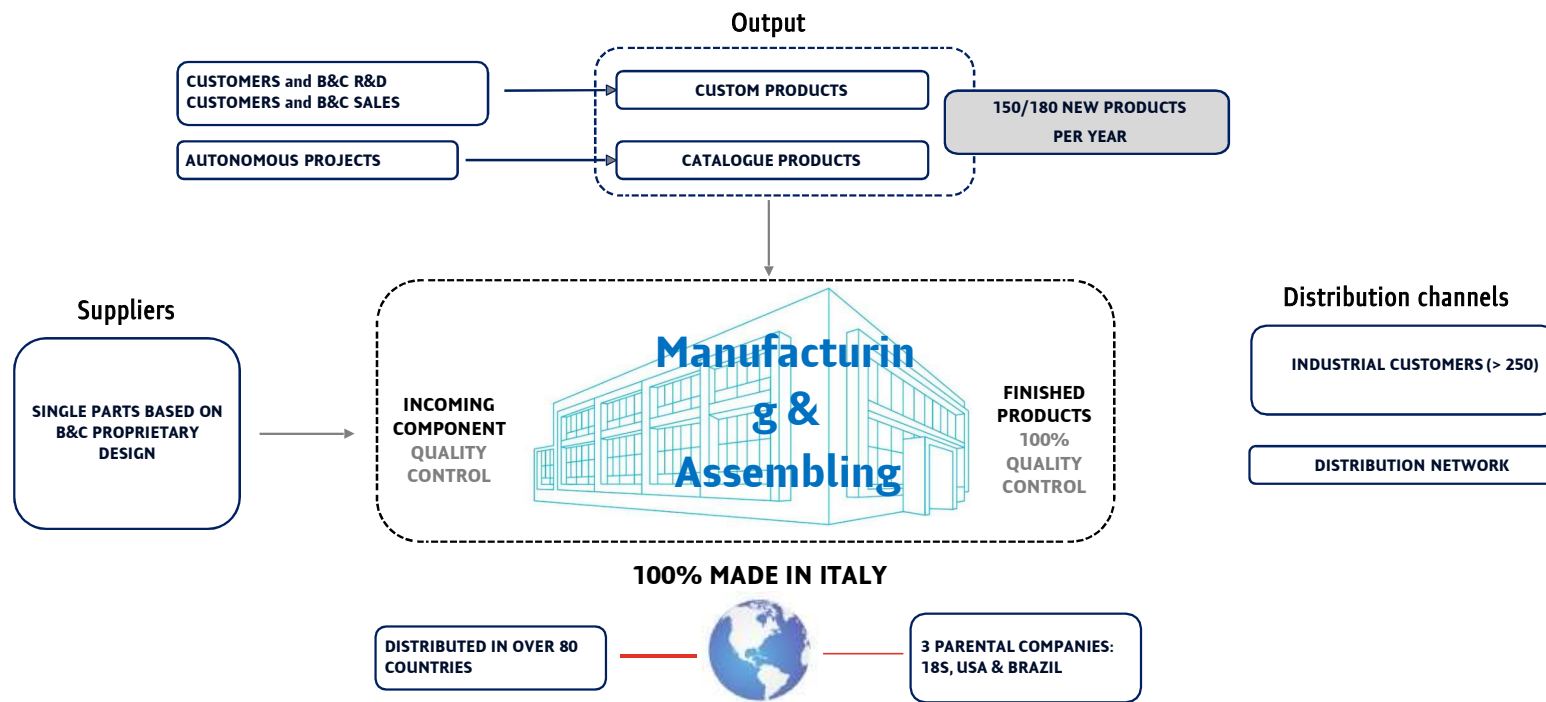 Output
CUSTOMERS and B&C R&D
CUSTOMERS and B&C SALES
CUSTOM PRODUCTS
150/180 NEW PRODUCTS
PER YEAR
AUTONOMOUS PROJECTS
CATALOGUE PRODUCTS
Suppliers
SINGLE PARTS BASED ON
B&C PROPRIETARY
DESIGN
INCOMING
COMPONENT
QUALITY
CONTROL
Manufacturin
g &
Assembling
FINISHED
PRODUCTS
100%
QUALITY
CONTROL
Distribution channels
INDUSTRIAL CUSTOMERS (> 250)
DISTRIBUTION NETWORK
100% MADE IN ITALY
DISTRIBUTED IN OVER 80
COUNTRIES
3 PARENTAL COMPANIES:
18S, USA & BRAZIL